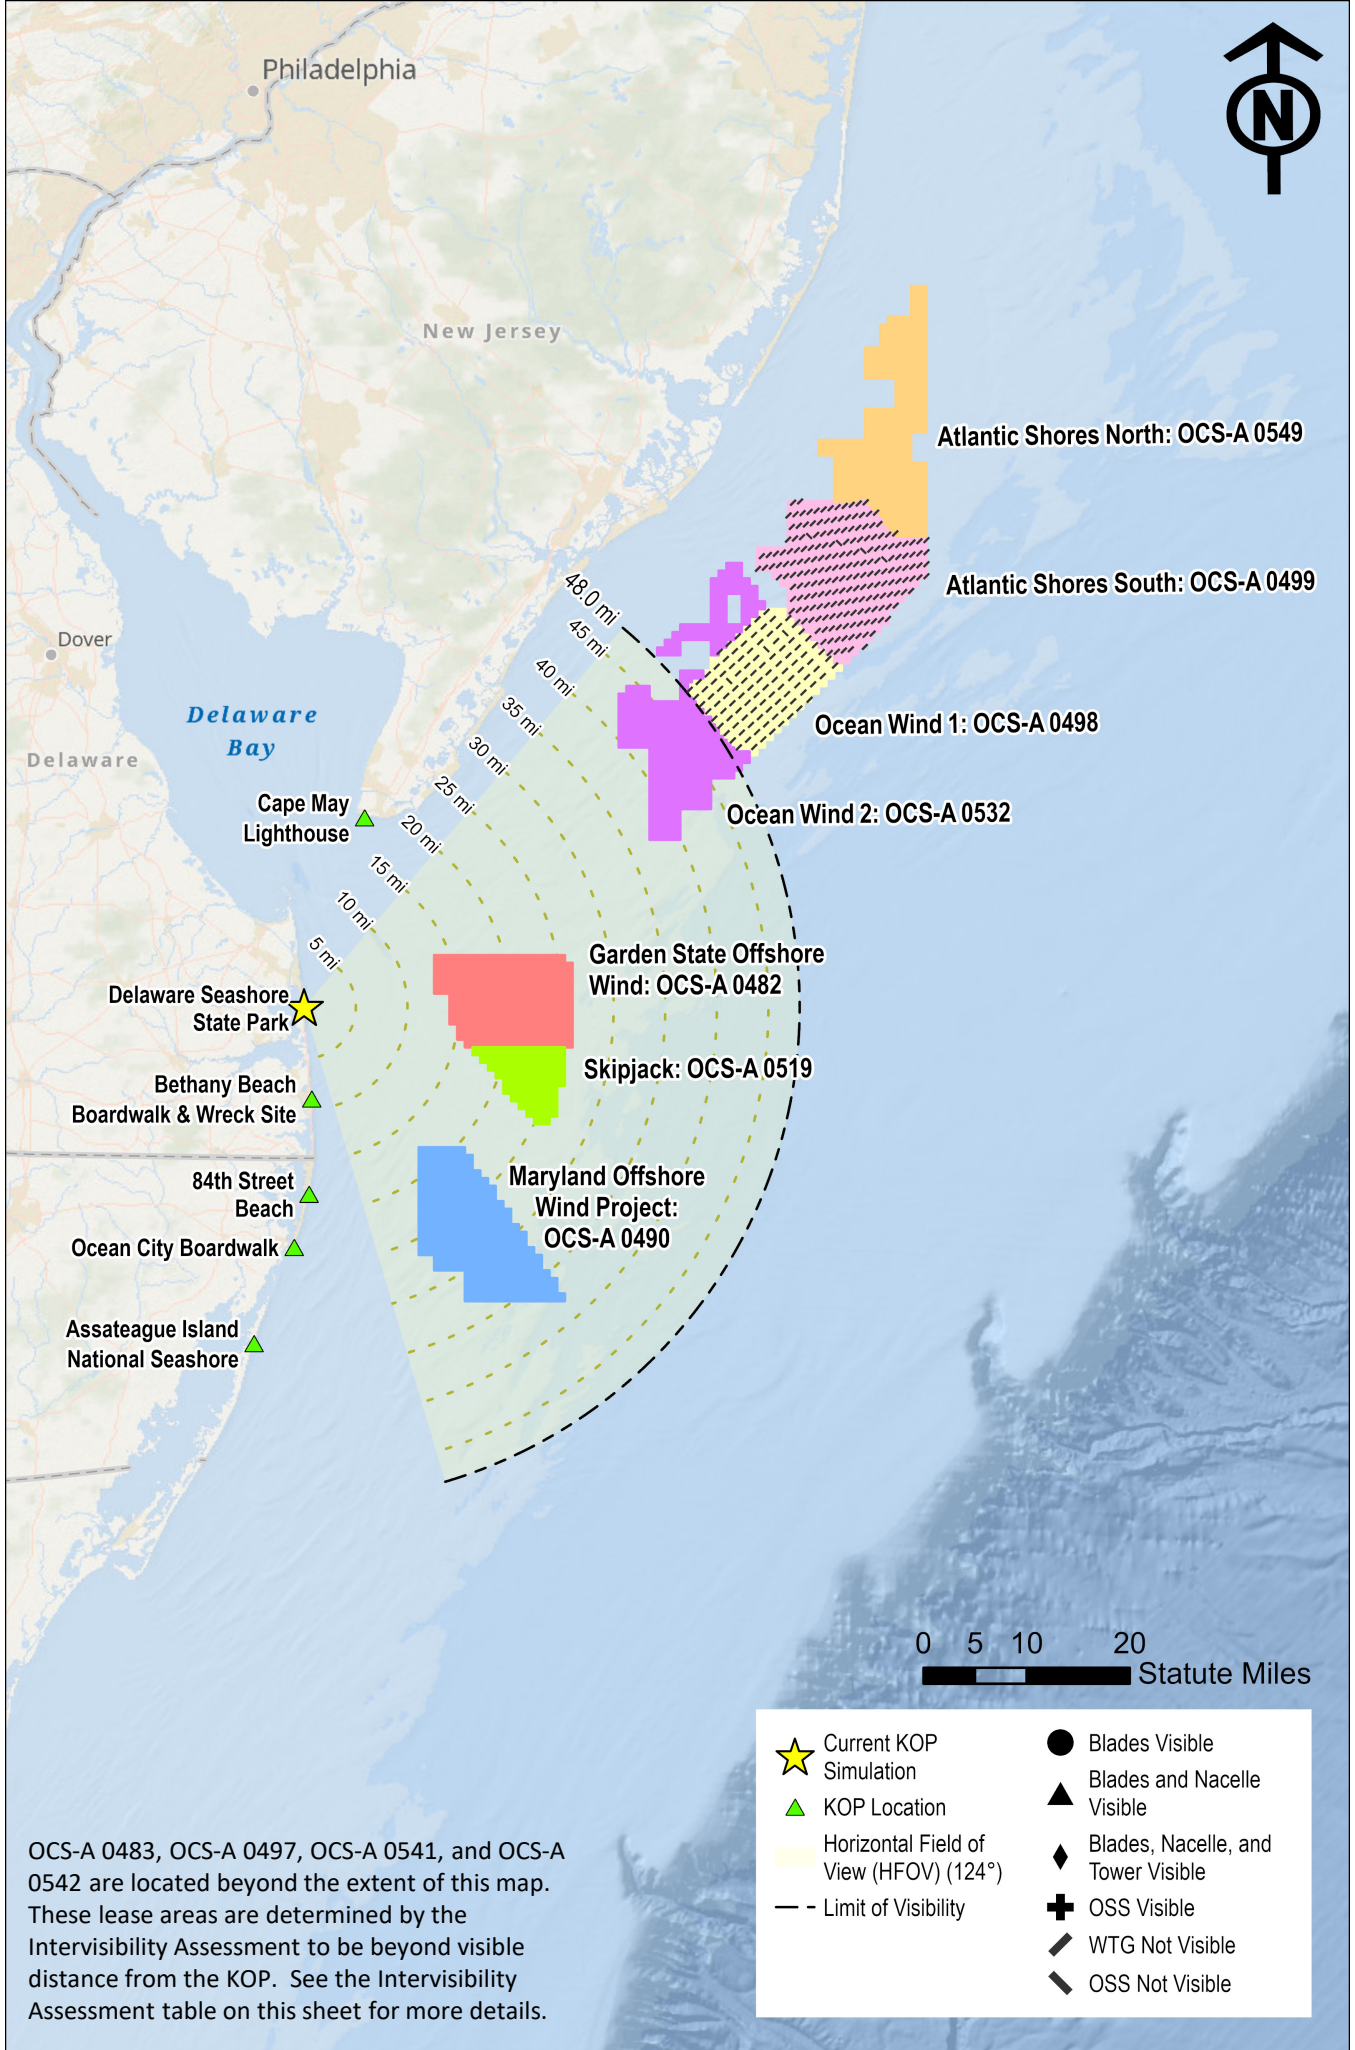 Philadelphia
N
New Jersey
Atlantic Shores North: OCS-A 0549
Atlantic Shores South: OCS-A 0499
48.0 mi
45 mi
40 mi
35 mi
30 mi
25 mi
20 mi
15 mi
10 mi
5 mi
Dover
Delaware
Bay
Delaware
Ocean Wind 1: OCS-A 0498
Cape May
Lighthouse
Ocean Wind 2: OCS-A 0532
Garden State Offshore
Wind: OCS-A 0482
Delaware Seashore
State Park
Skipjack: OCS-A 0519
Bethany Beach
Boardwalk & Wreck Site
Maryland Offshore
Wind Project:
OCS-A 0490
84th Street
Beach
Ocean City Boardwalk
Assateague Island
National Seashore
0 5 10 20
Statute Miles
Current KOP
Simulation
KOP Location
Horizontal Field of
View (HFOV) (124°)
Limit of Visibility
Blades Visible
Blades and Nacelle
Visible
Blades, Nacelle, and
Tower Visible
OSS Visible
WTG Not Visible
OSS Not Visible
OCS-A 0483, OCS-A 0497, OCS-A 0541, and OCS-A
0542 are located beyond the extent of this map.
These lease areas are determined by the
Intervisibility Assessment to be beyond visible
distance from the KOP.  See the Intervisibility
Assessment table on this sheet for more details.